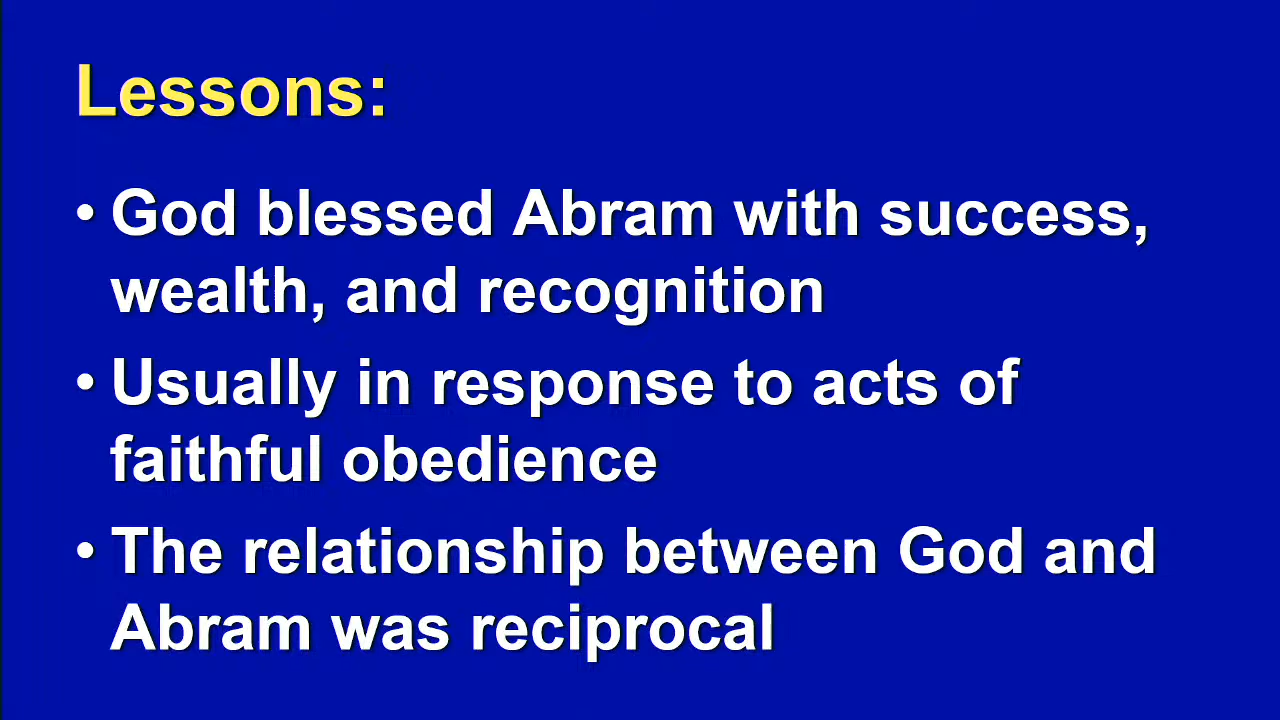 Lessons:
• God blessed Abram with success,
wealth, and recognition
• Usually in response to acts of
faithful obedience
• The relationship between God and
Abram was reciprocal